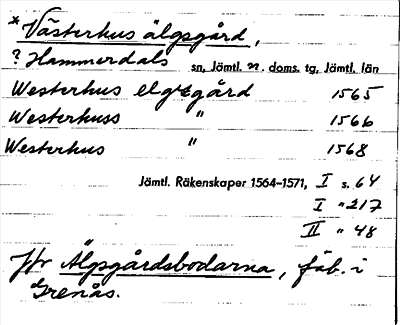 *Västerhus älgsgård,
? Hammerdals sn, Jämtl. n. doms. tg, Jämtl. län
Westerhus elgxgård 1565
Westerhuss " 1566
Westerhus " 1568
Jämtl. Räkenskaper 1564–1571, I s. 64
I " 217
II " 48
Jfr Älgsgårdsbodarna, fäb. i
Grenås.